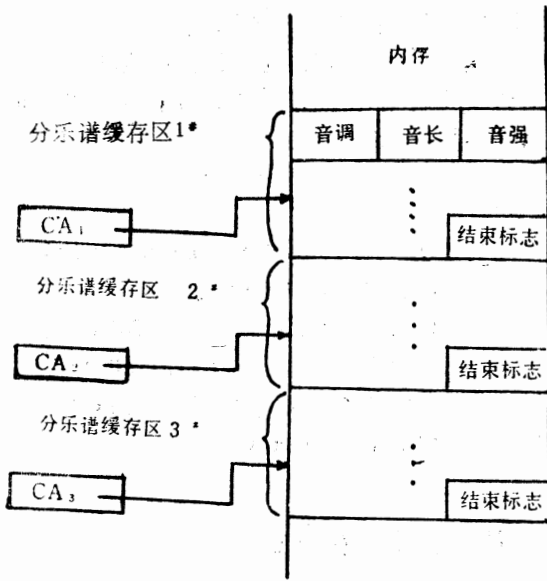 内存
分乐谱缓存区1#
音调 音长 音强
CA₁
结束标志
分乐谱缓存区 2#
CA₂
结束标志
分乐谱缓存区3#
CA₃
结束标志